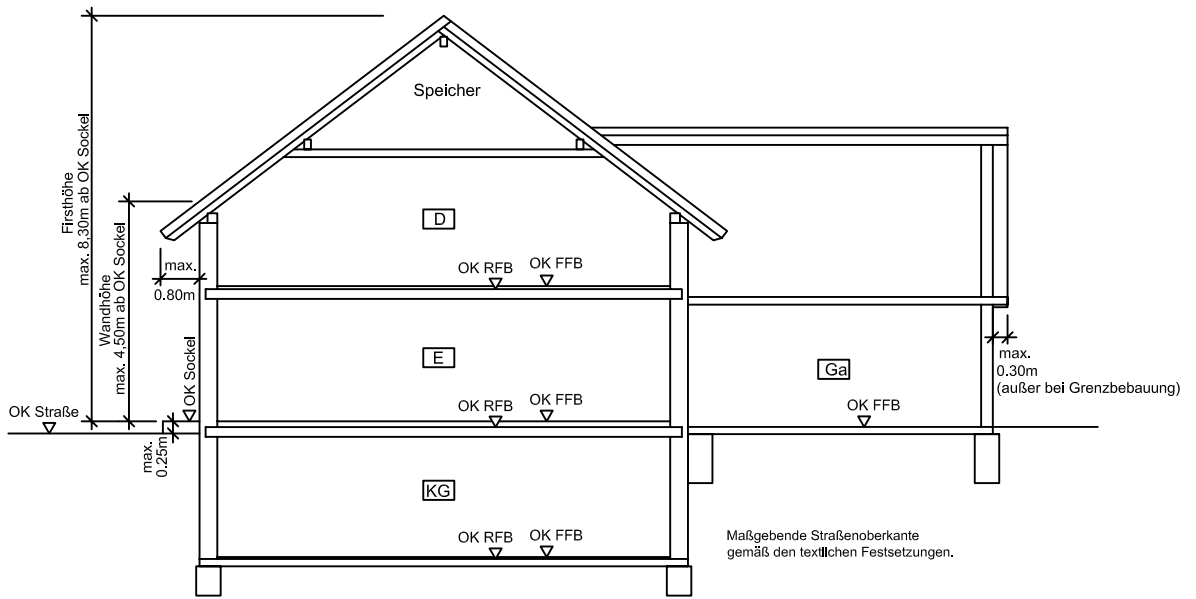 Speicher
Firsthöhe
max. 8,30m ab OK Sockel
Wandhöhe
max. 4,50m ab OK Sockel
D
max.
0.80m
OK RFB
OK FFB
OK Sockel
E
Ga
max.
0.30m
(außer bei Grenzbebauung)
OK Straße
OK RFB
OK FFB
OK FFB
max.
0.25m
KG
OK RFB
OK FFB
Maßgebende Straßenoberkante
gemäß den textlichen Festsetzungen.